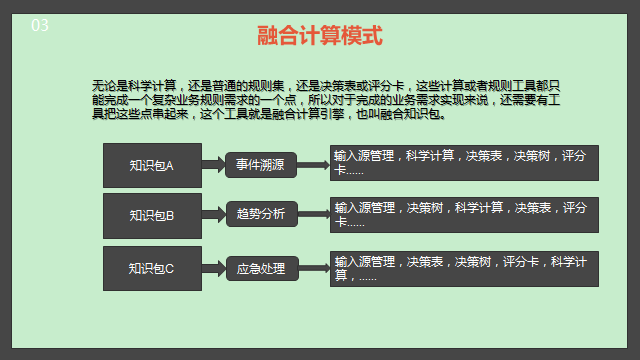 03
融合计算模式
无论是科学计算，还是普通的规则集，还是决策表或评分卡，这些计算或者规则工具都只
能完成一个复杂业务规则需求的一个点，所以对于完成的业务需求实现来说，还需要有工
具把这些点串起来，这个工具就是融合计算引擎，也叫融合知识包。
知识包A
事件溯源
输入源管理，科学计算，决策表，决策树，评分
卡......
知识包B
趋势分析
输入源管理，决策树，科学计算，决策表，评分
卡......
知识包C
应急处理
输入源管理，决策表，决策树，评分卡，科学计
算，......